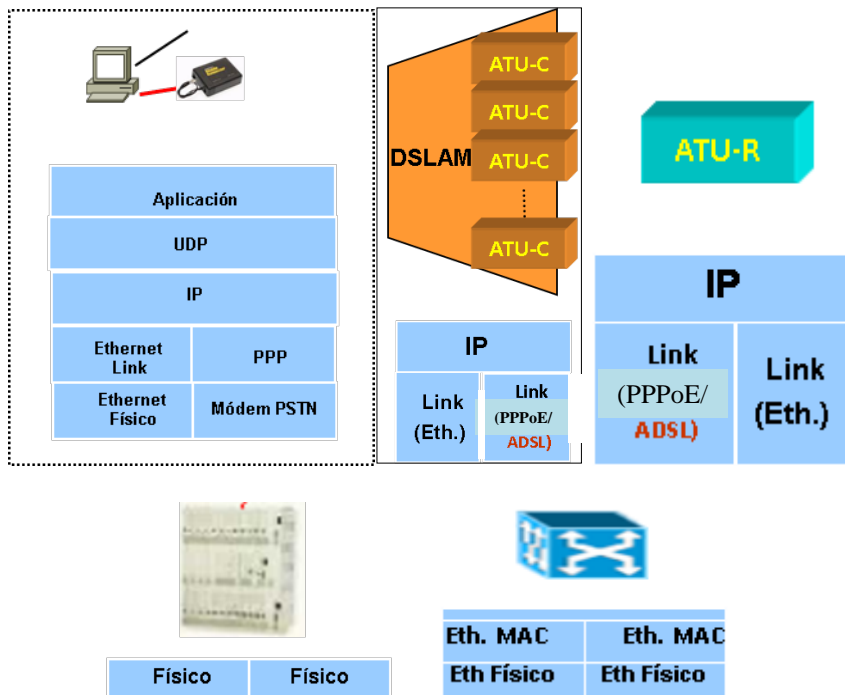 Aplicación
UDP
IP
Ethernet Link
PPP
Ethernet Físico
Módem PSTN
DSLAM
ATU-C
ATU-C
ATU-C
ATU-C
IP
Link (Eth.)
Link (PPPoE/ ADSL)
ATU-R
IP
Link (PPPoE/ ADSL)
Link (Eth.)
Físico
Físico
Eth. MAC
Eth. MAC
Eth Físico
Eth Físico